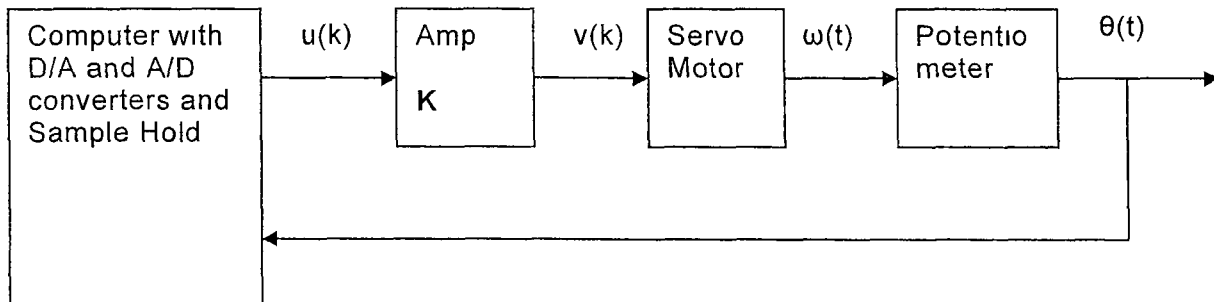 Computer with
D/A and A/D
converters and
Sample Hold
u(k)
Amp
K
v(k)
Servo
Motor
ω(t)
Potentio
meter
θ(t)